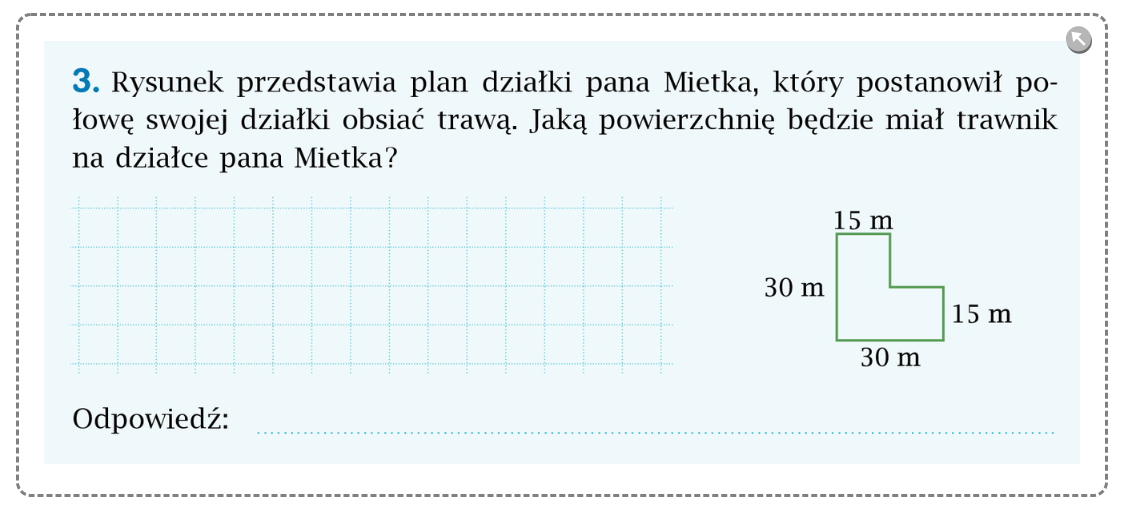 3. Rysunek przedstawia plan działki pana Mietka, który postanowił po-
łowę swojej działki obsiać trawą. Jaką powierzchnię będzie miał trawnik
na działce pana Mietka?
15 m
30 m
15 m
30 m
Odpowiedź: